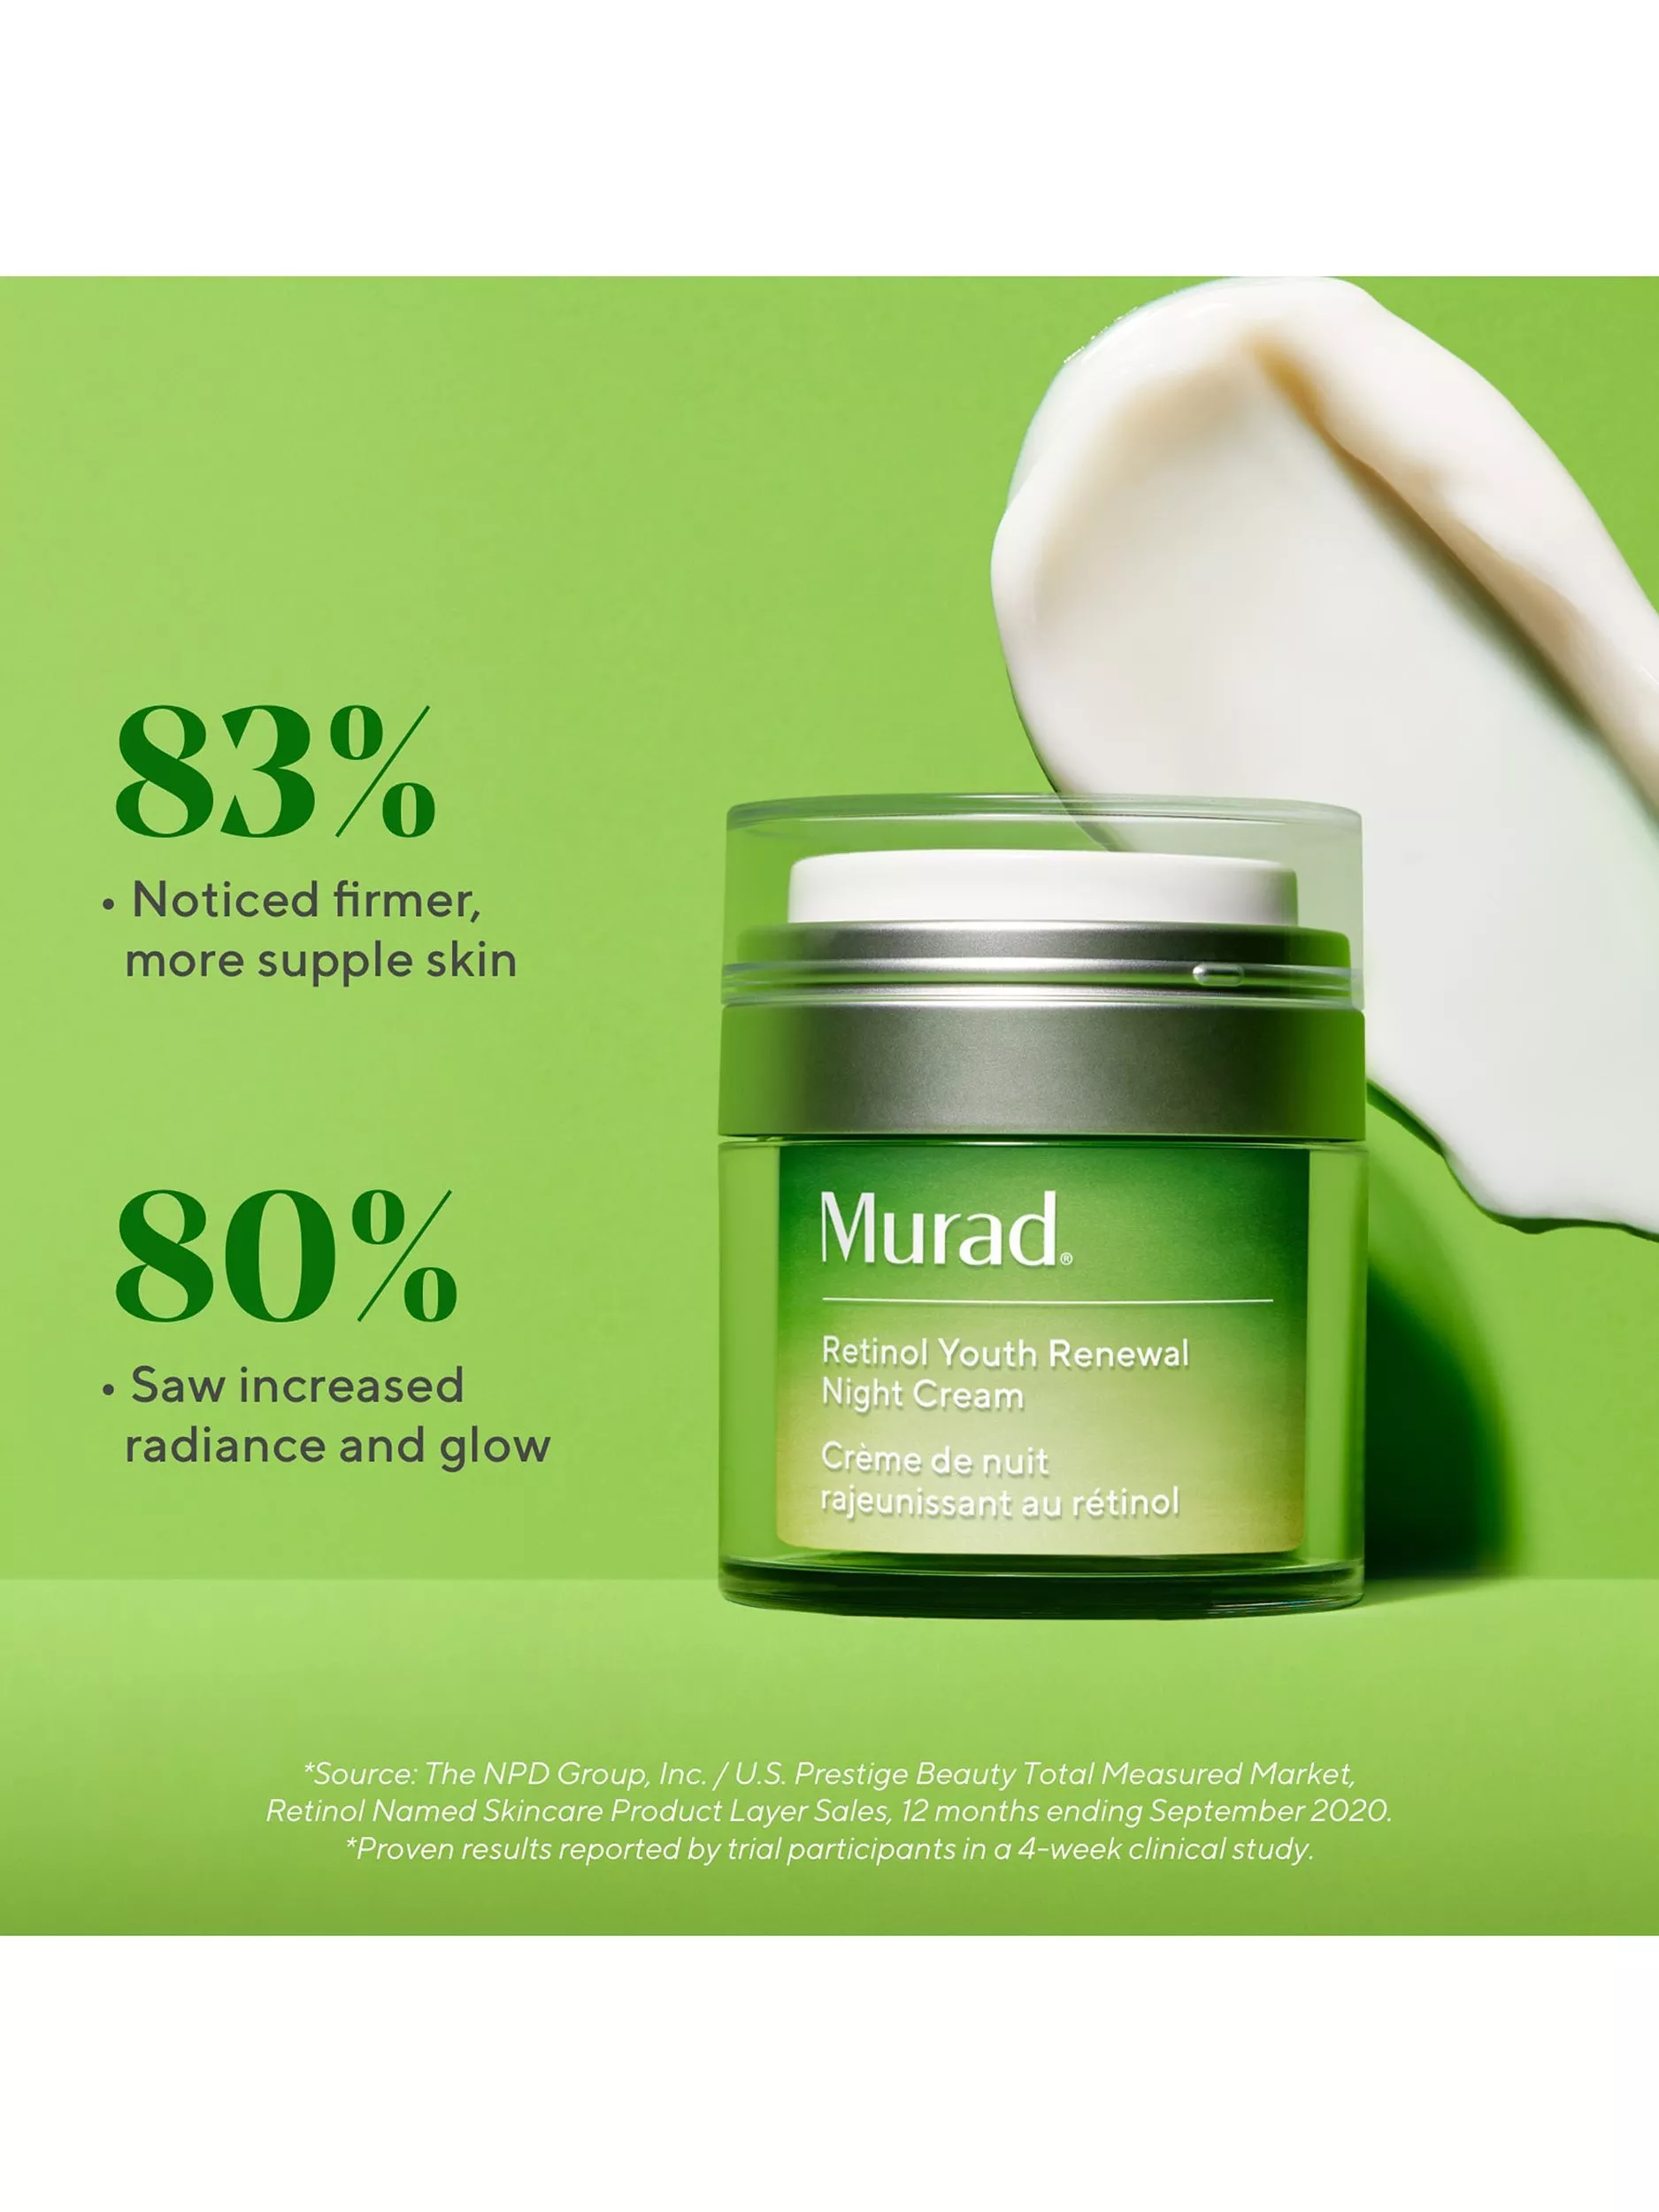 83%
• Noticed firmer,
more supple skin
80%
• Saw increased
radiance and glow
Murad®
Retinol Youth Renewal
Night Cream
Crème de nuit
rajeunissant au rétinol
*Source: The NPD Group, Inc. / U.S. Prestige Beauty Total Measured Market,
Retinol Named Skincare Product Layer Sales, 12 months ending September 2020.
*Proven results reported by trial participants in a 4-week clinical study.